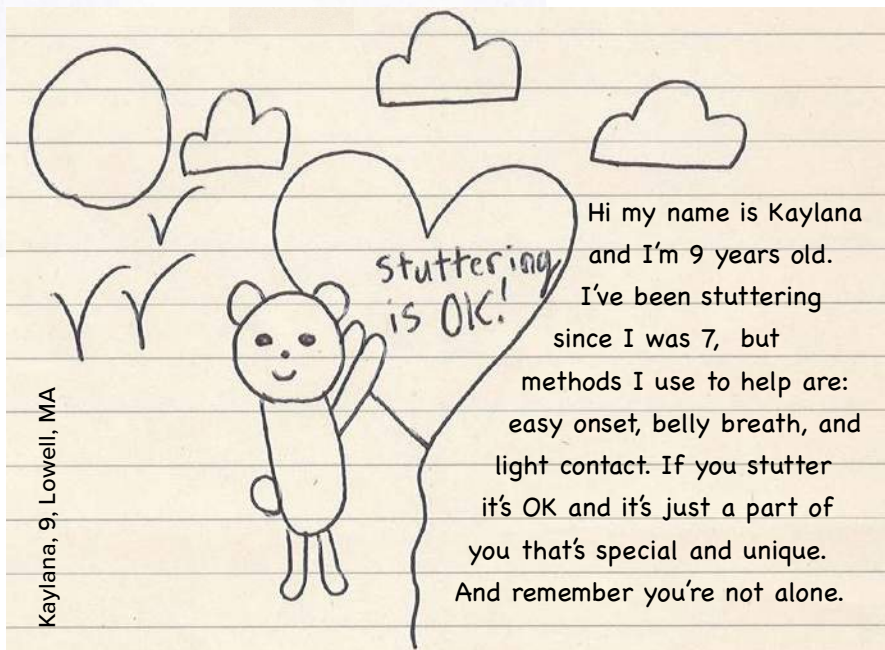 stuttering
is OK!
Hi my name is Kaylana
and I'm 9 years old.
I've been stuttering
since I was 7, but
methods I use to help are:
easy onset, belly breath, and
light contact. If you stutter
it's OK and it's just a part of
you that's special and unique.
And remember you're not alone.
Kaylana, 9, Lowell, MA